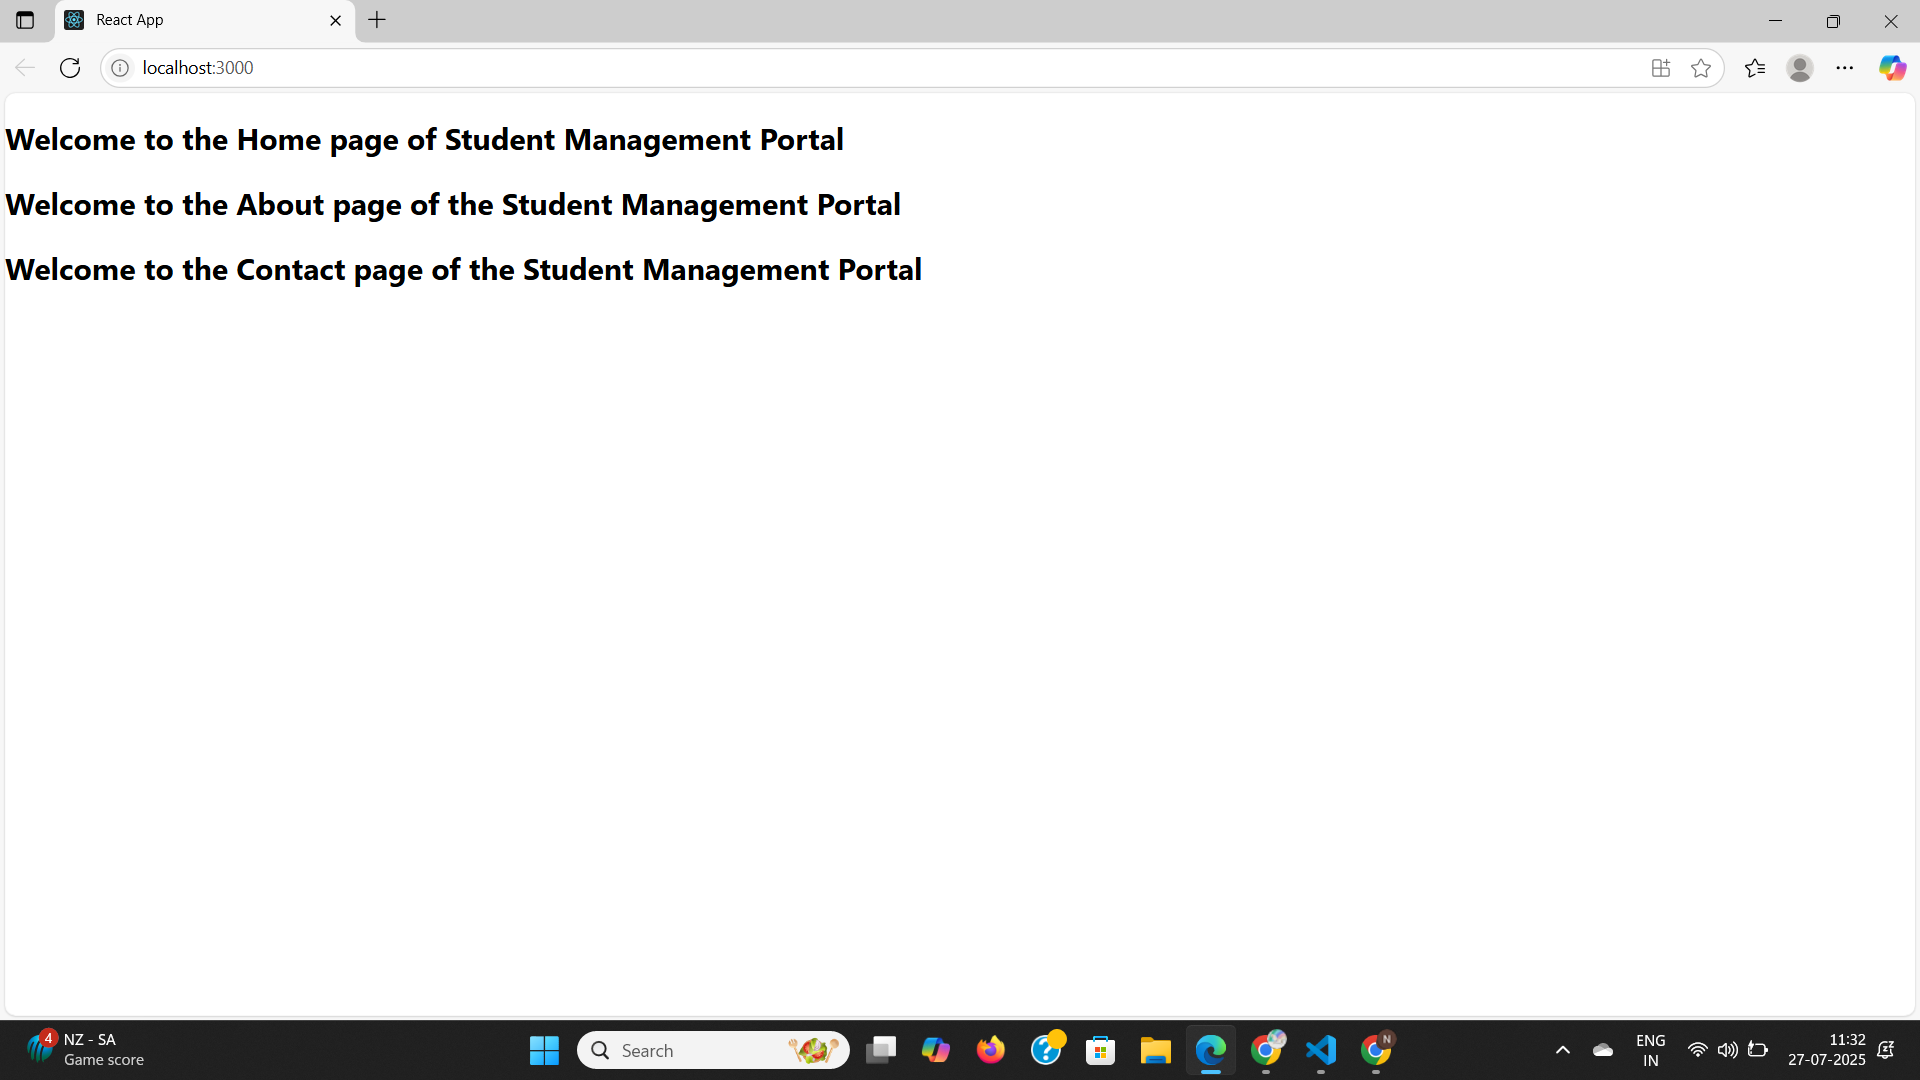 React App
localhost:3000
Welcome to the Home page of Student Management Portal
Welcome to the About page of the Student Management Portal
Welcome to the Contact page of the Student Management Portal
4
NZ - SA
Game score
Search
N
ENG
IN
11:32
27-07-2025